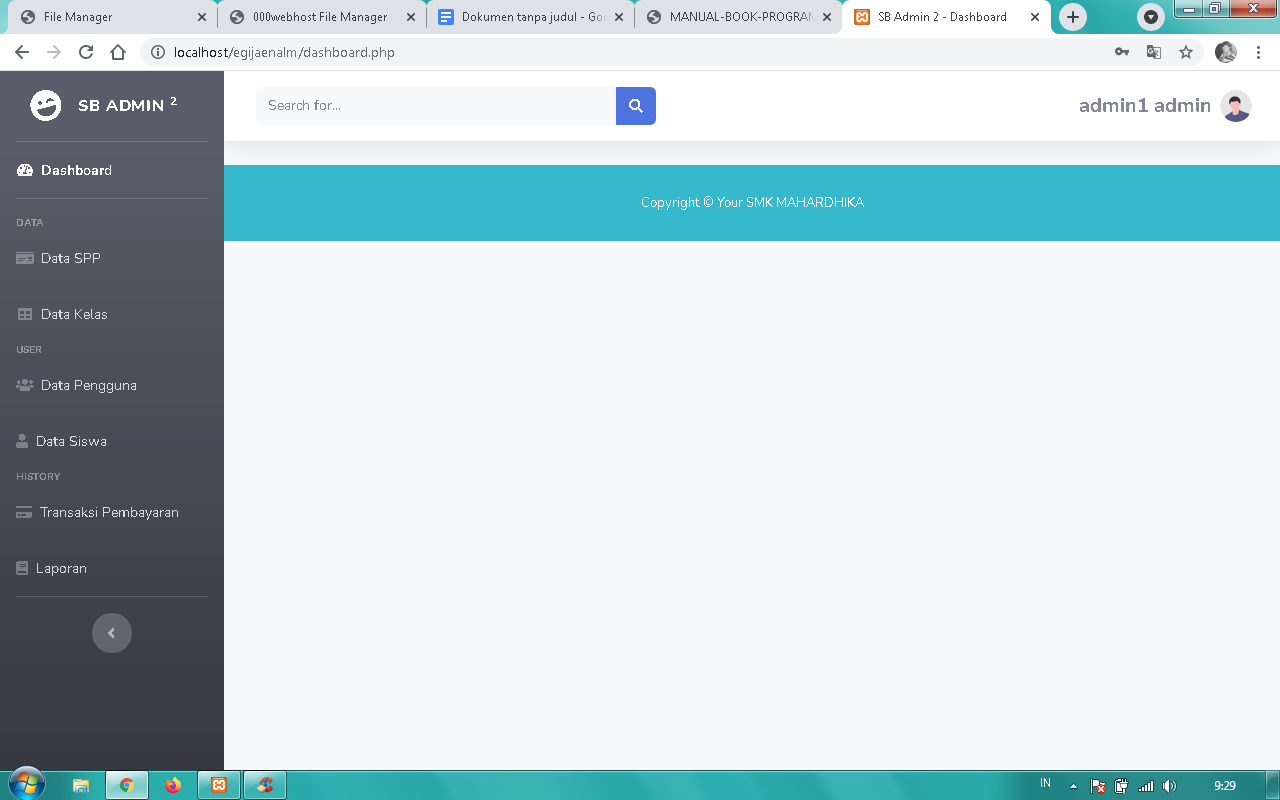 File Manager
000webhost File Manager
Dokumen tanpa judul - Goo
MANUAL-BOOK-PROGRAM
SB Admin 2 - Dashboard
localhost/egijaenalm/dashboard.php
SB ADMIN 2
Search for...
admin1 admin
Dashboard
DATA
Data SPP
Data Kelas
USER
Data Pengguna
Data Siswa
HISTORY
Transaksi Pembayaran
Laporan
Copyright © Your SMK MAHARDHIKA
IN
9:29